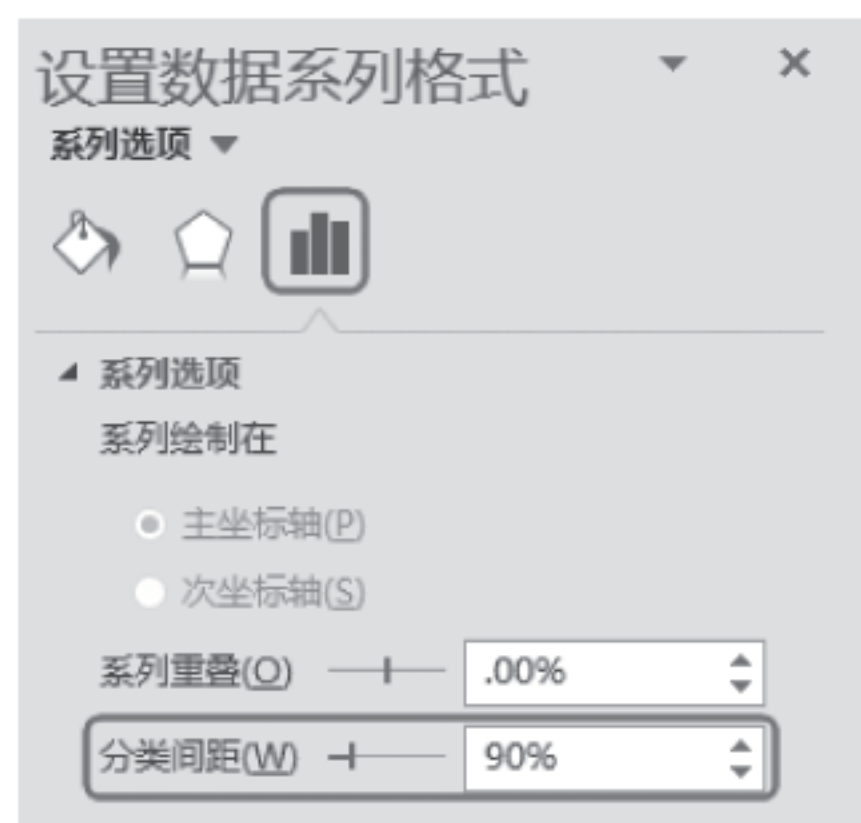 设置数据系列格式
系列选项
系列选项
系列绘制在
主坐标轴(P)
次坐标轴(S)
系列重叠(O) .00%
分类间距(W) 90%